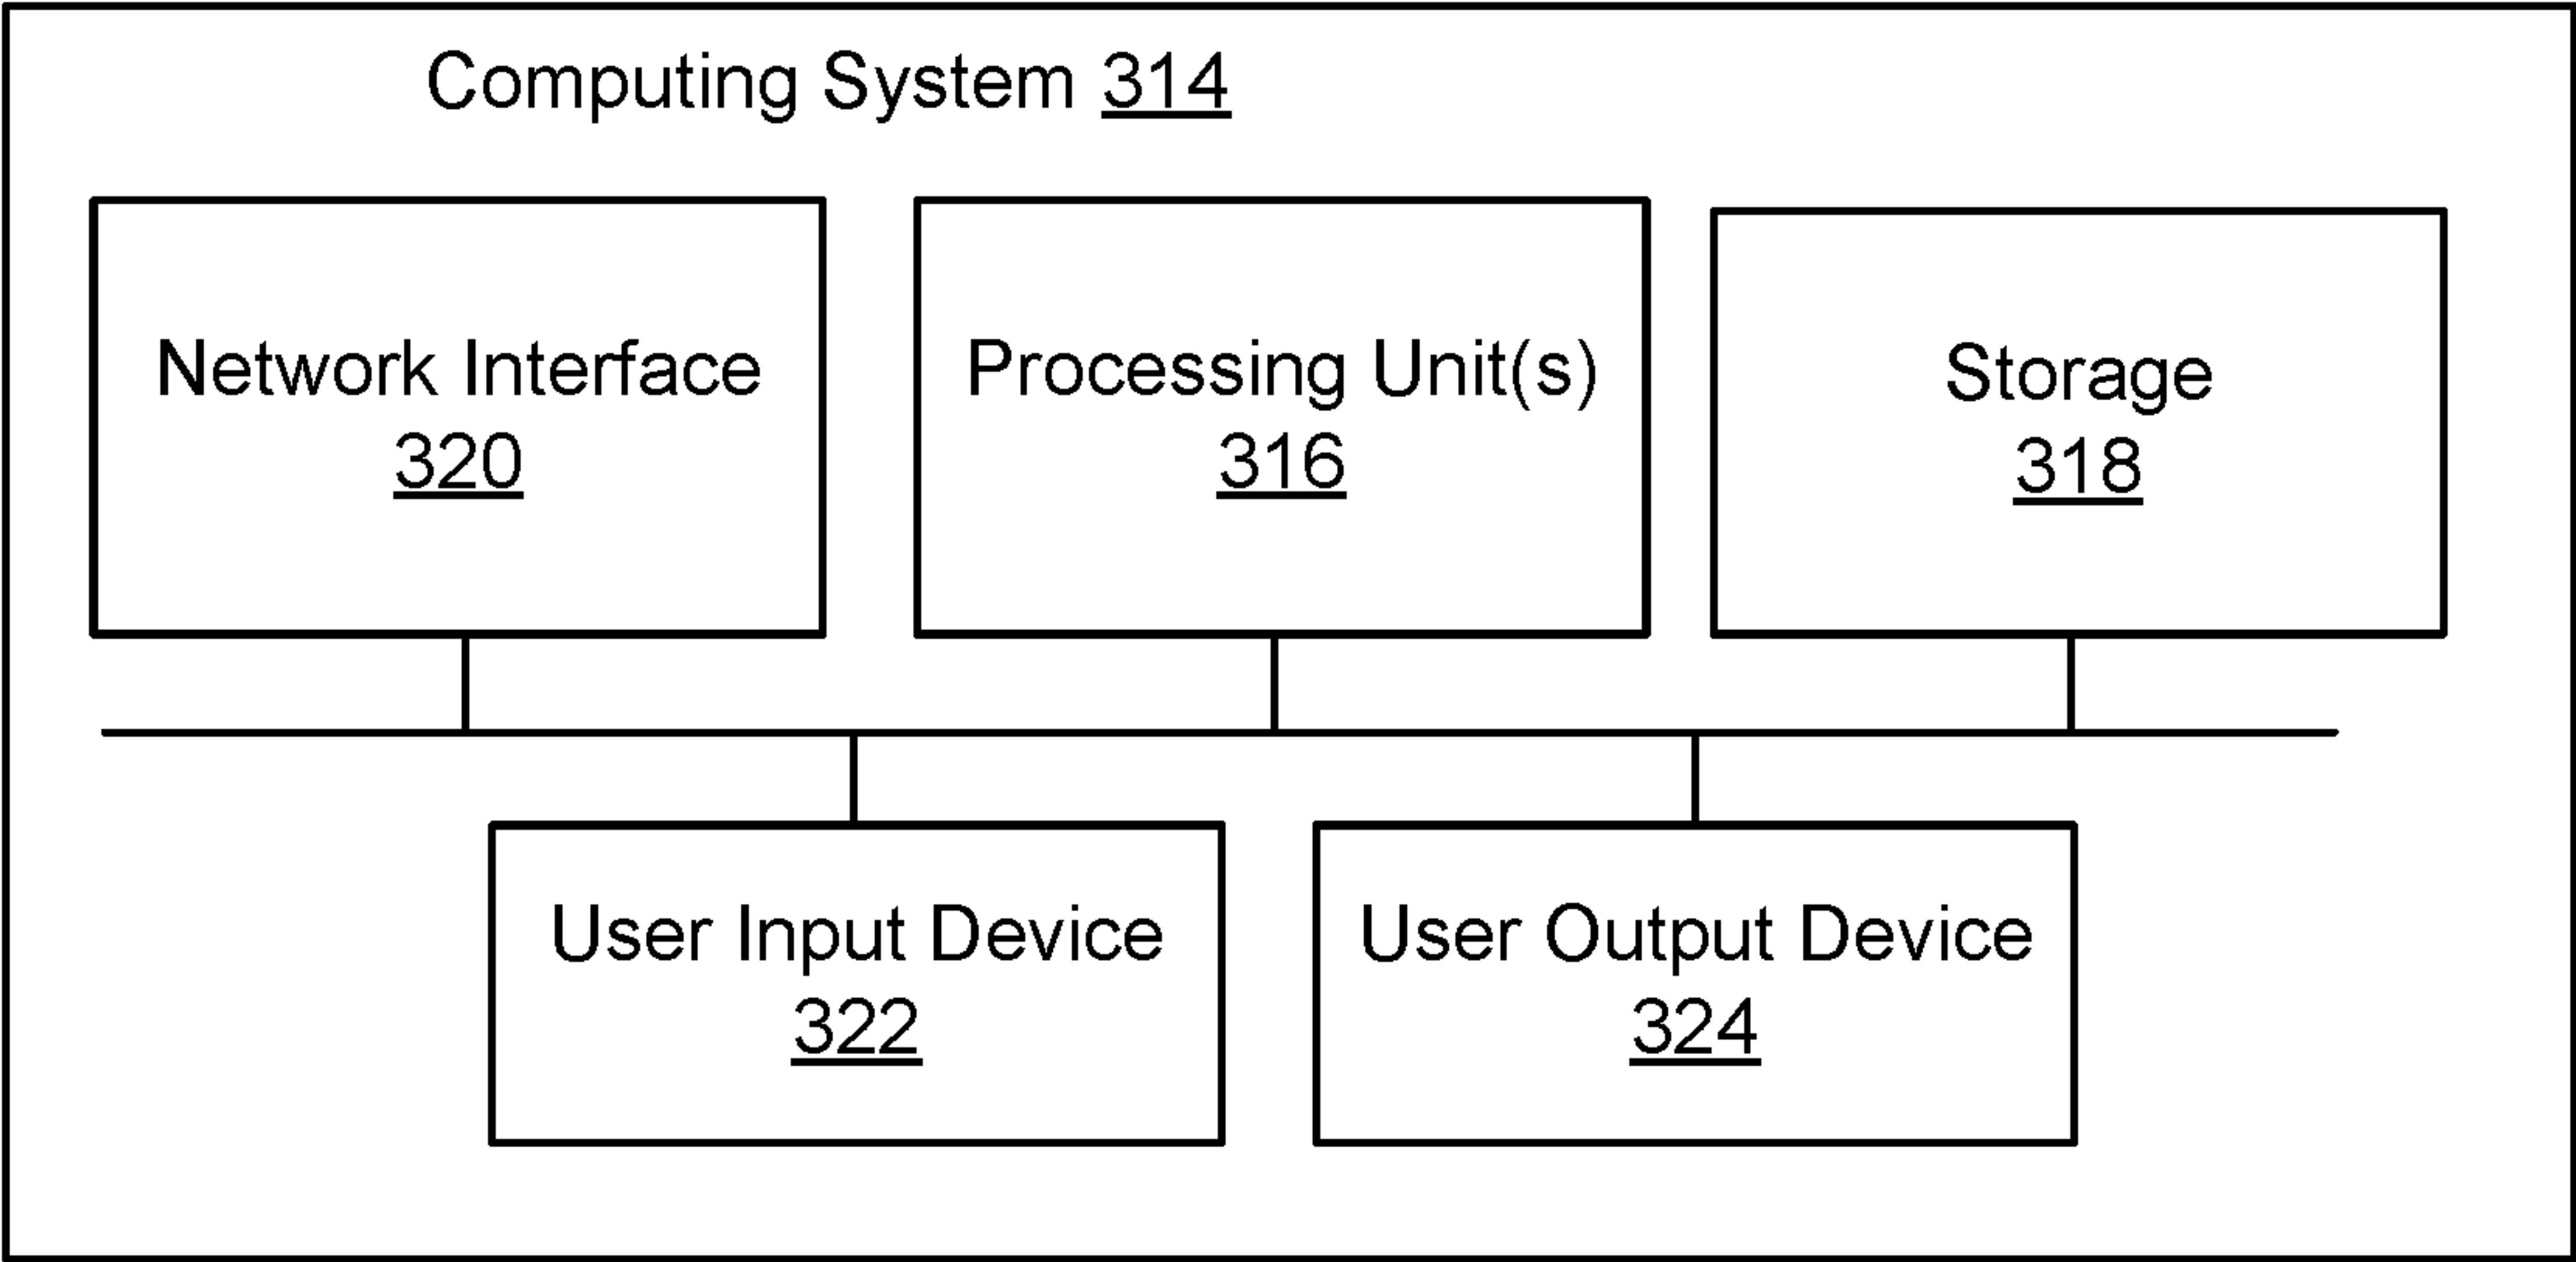 Computing System 314
Network Interface
320
Processing Unit(s)
316
Storage
318
User Input Device
322
User Output Device
324